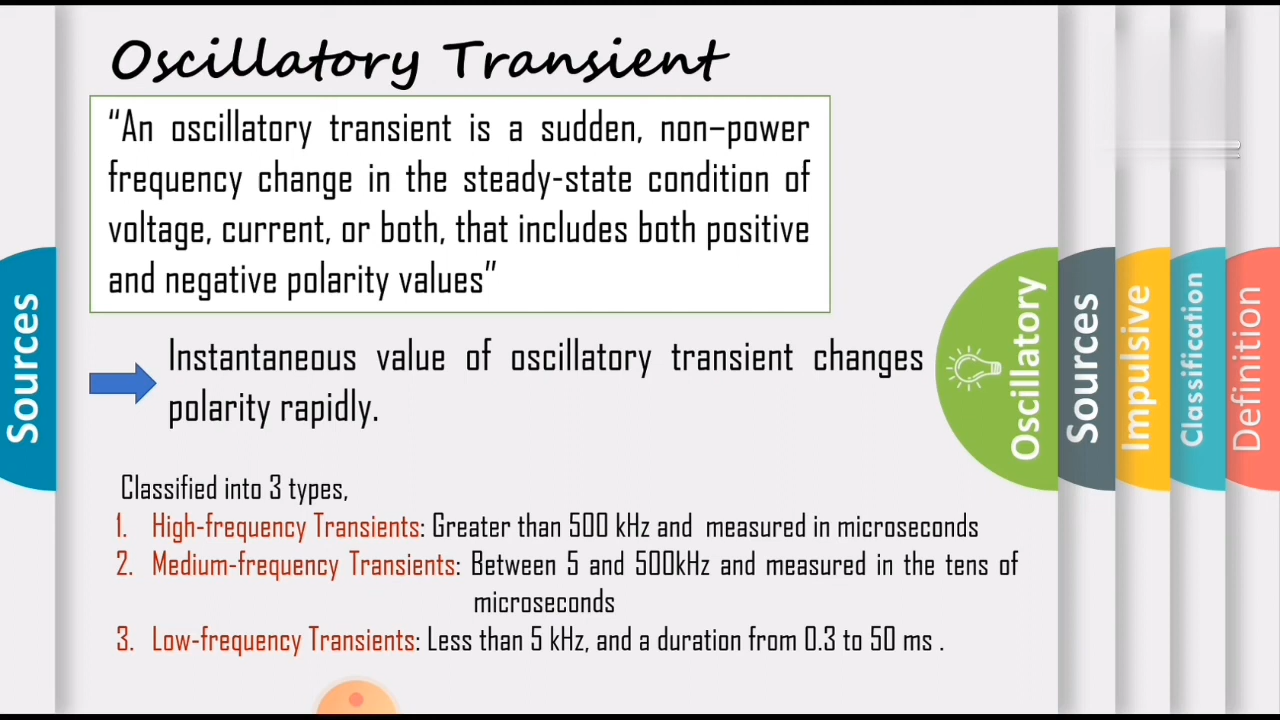 Oscillatory Transient
“An oscillatory transient is a sudden, non–power
frequency change in the steady-state condition of
voltage, current, or both, that includes both positive
and negative polarity values”
Instantaneous value of oscillatory transient changes
polarity rapidly.
Classified into 3 types,
1. High-frequency Transients: Greater than 500 kHz and measured in microseconds
2. Medium-frequency Transients: Between 5 and 500kHz and measured in the tens of
microseconds
3. Low-frequency Transients: Less than 5 kHz, and a duration from 0.3 to 50 ms .
Sources
Oscillatory
Sources
Impulsive
Classification
Definition